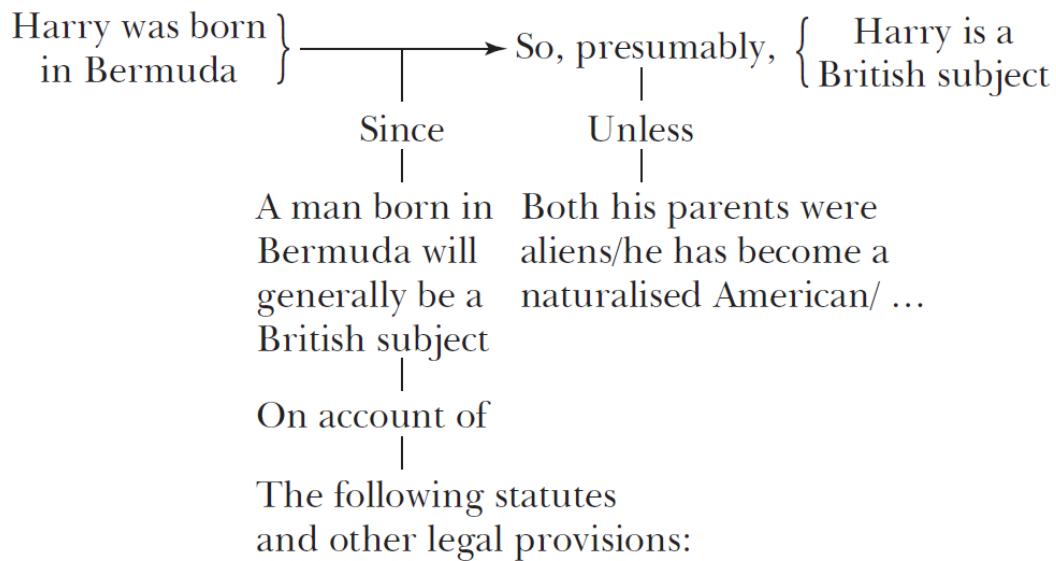 Harry was born
in Bermuda
So, presumably,
Harry is a
British subject
Since
Unless
A man born in
Bermuda will
generally be a
British subject
Both his parents were
aliens/he has become a
naturalised American/ …
On account of
The following statutes
and other legal provisions: